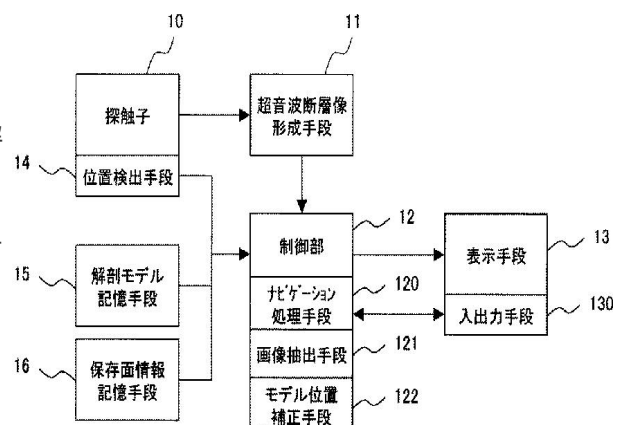 10
11
探触子
超音波断層像
形成手段
14
位置検出手段
12
制御部
13
表示手段
15
解剖モデル
記憶手段
ナビゲーション
処理手段
120
入出力手段
130
16
保存面情報
記憶手段
画像抽出手段
121
モデル位置
補正手段
122